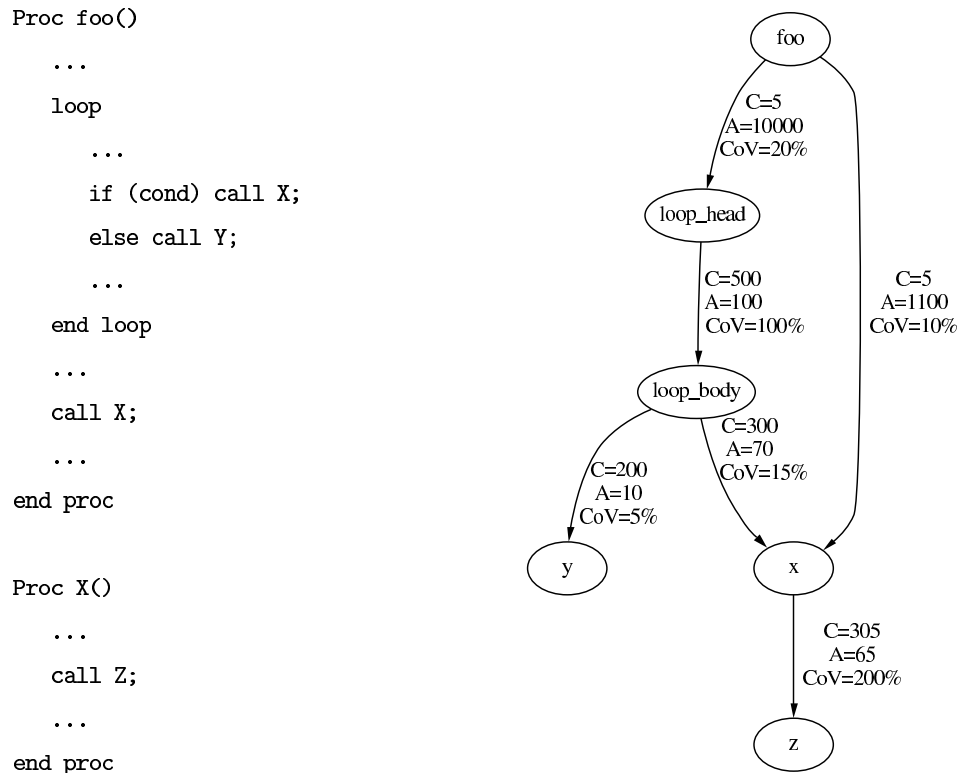 Proc foo()
...
loop
...
if (cond) call X;
else call Y;
...
end loop
...
call X;
...
end proc
Proc X()
...
call Z;
...
end proc
foo
C=5
A=10000
CoV=20%
loop_head
C=500
A=100
CoV=100%
C=5
A=1100
CoV=10%
loop_body
C=300
A=70
CoV=15%
C=200
A=10
CoV=5%
y
x
C=305
A=65
CoV=200%
z